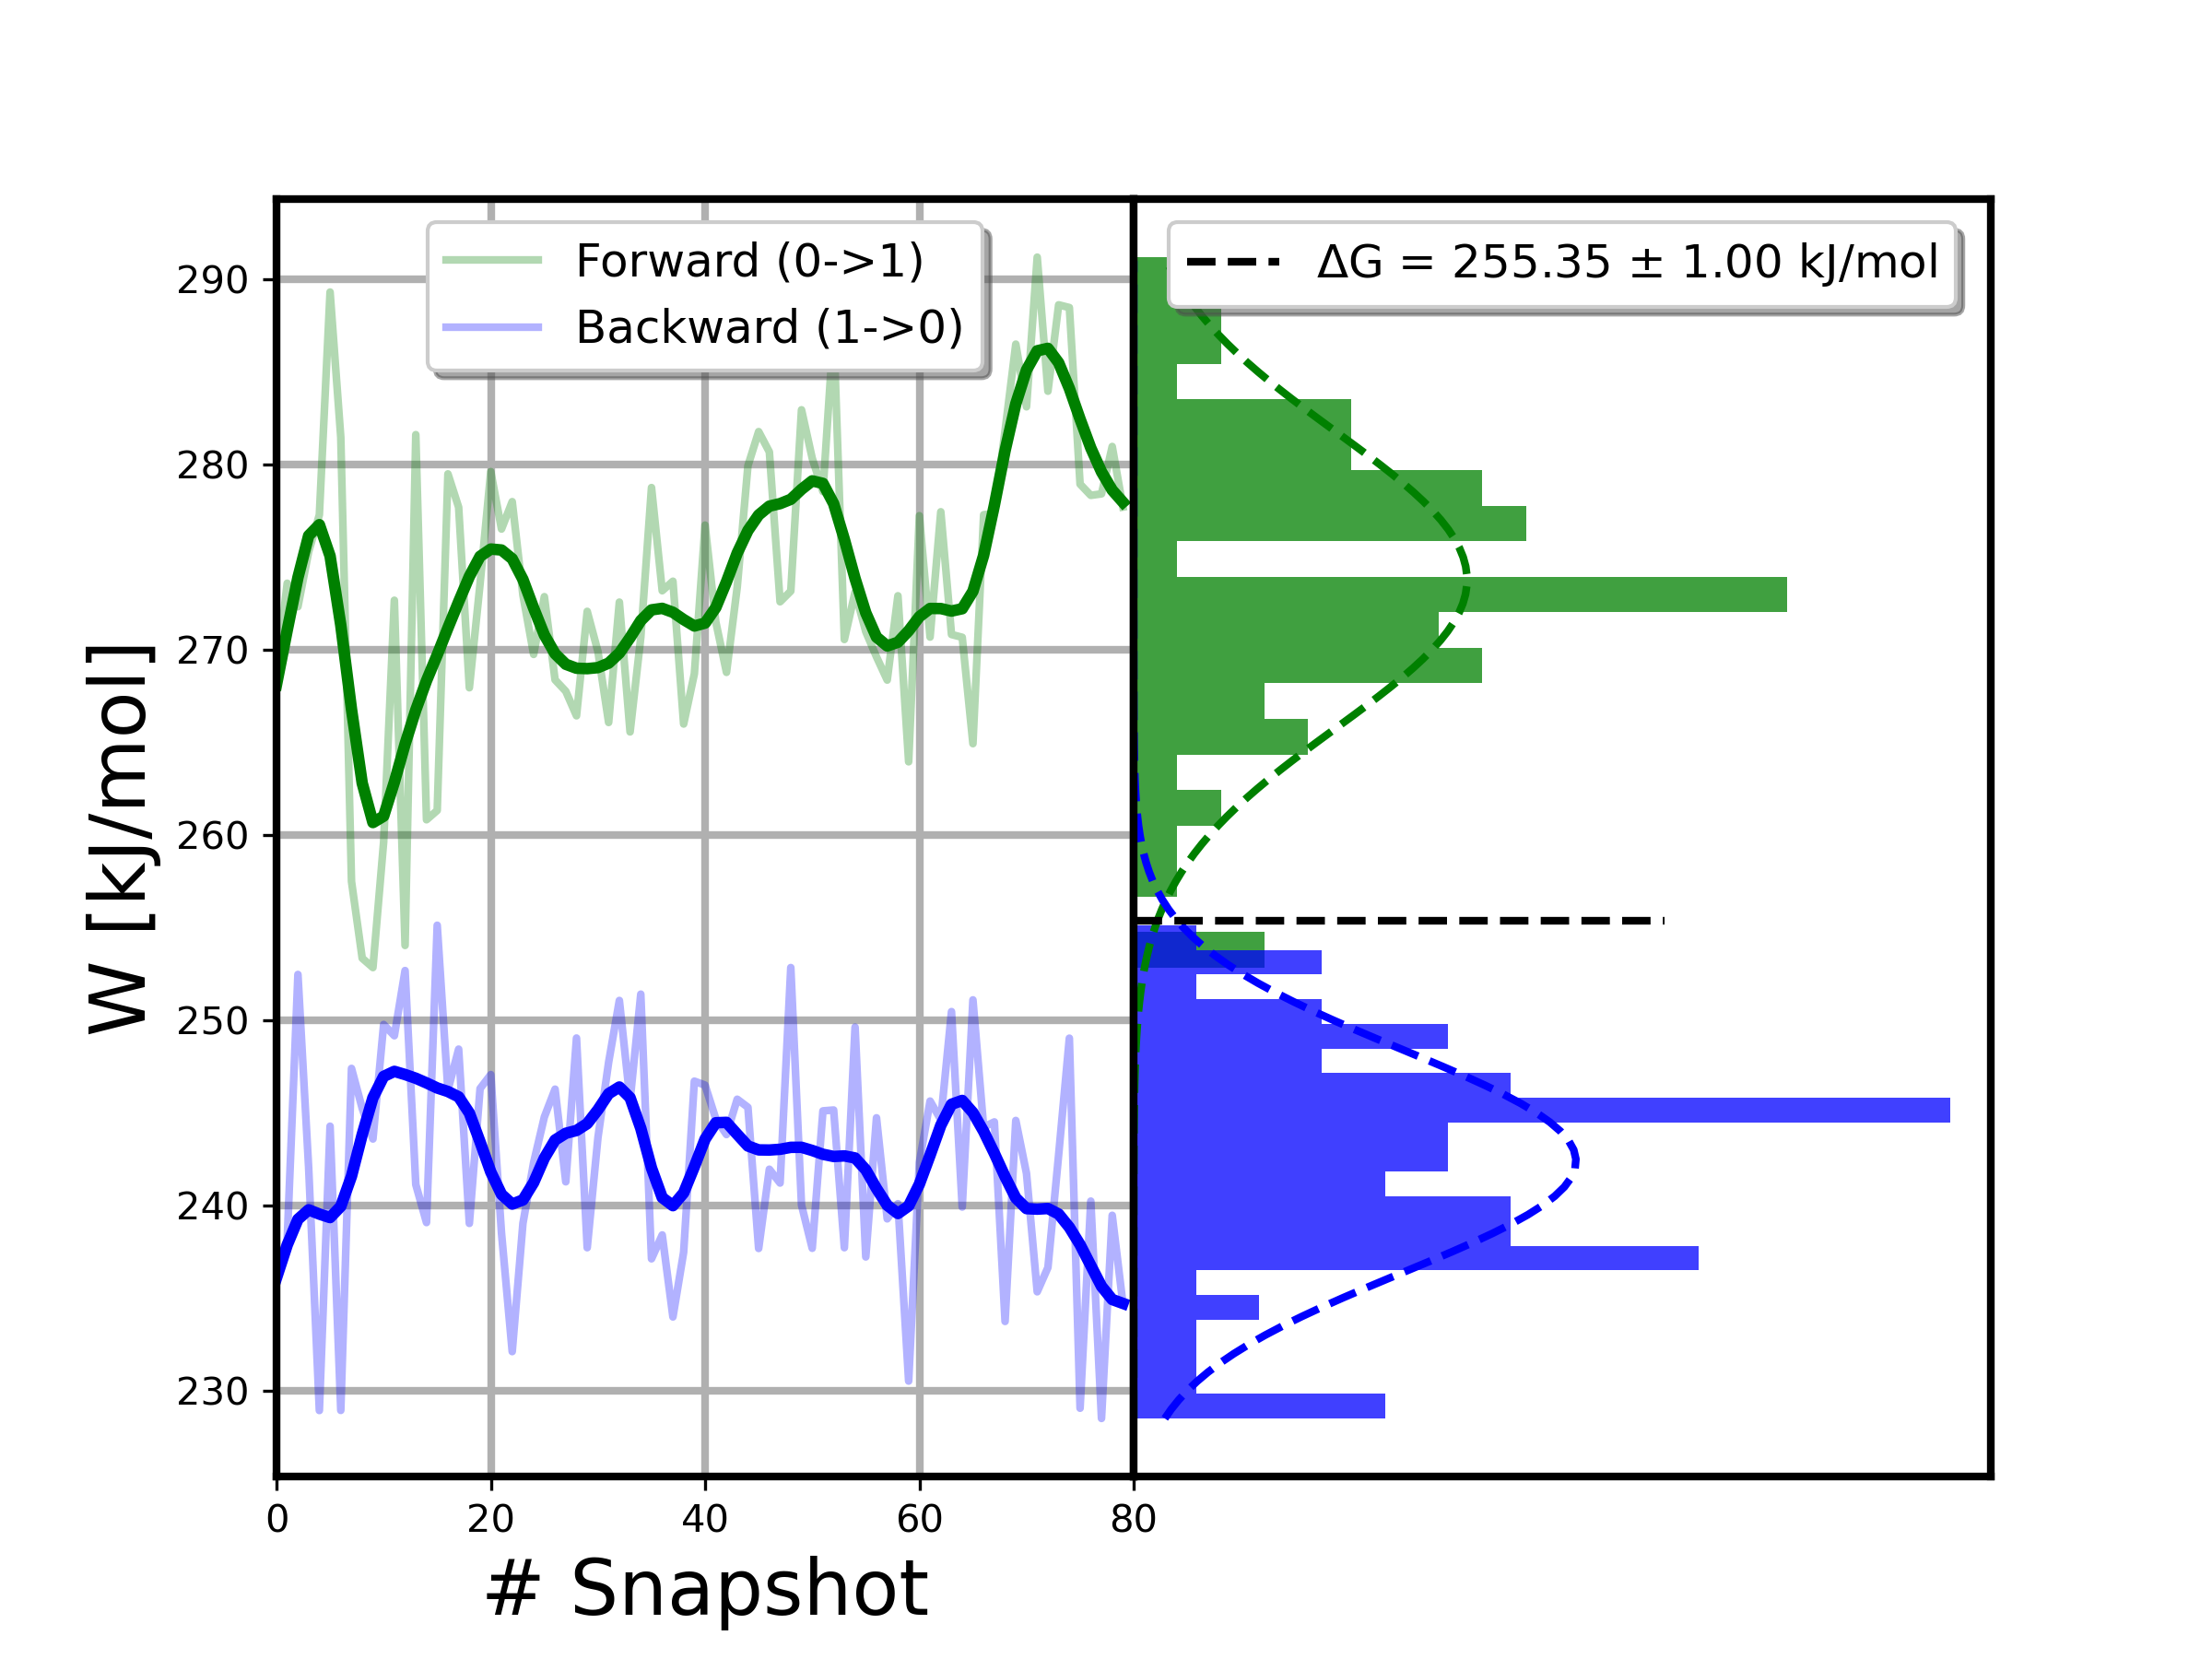 Forward (0->1)
Backward (1->0)
ΔG = 255.35 ± 1.00 kJ/mol
290
280
270
260
250
240
230
W [kJ/mol]
0
20
40
60
80
# Snapshot